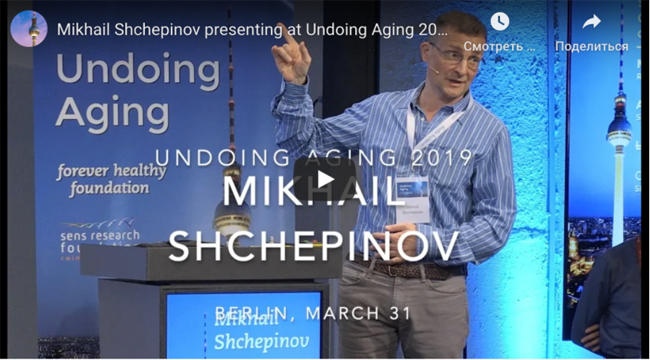 Mikhail Shchepinov presenting at Undoing Aging 20...
Смотреть ...
Поделиться
Undoing
Aging
forever healthy
foundation
sens research
UNDOING AGING 2019
MIKHAIL
SHCHEPINOV
BERLIN, MARCH 31
Mikhail
Shchepinov